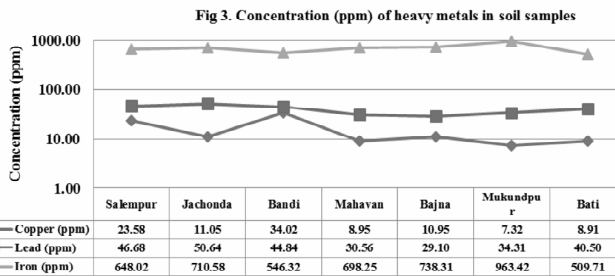 Fig 3. Concentration (ppm) of heavy metals in soil samples
Concentration (ppm)
1000.00
100.00
10.00
1.00
Salempur Jachonda Bandi Mahavan Bajna Mukundpu Bati
r
Copper (ppm) 23.58 11.05 34.02 8.95 10.95 7.32 8.91
Lead (ppm) 46.68 50.64 44.84 30.56 29.10 34.31 40.50
Iron (ppm) 648.02 710.58 546.32 698.25 738.31 963.42 509.71